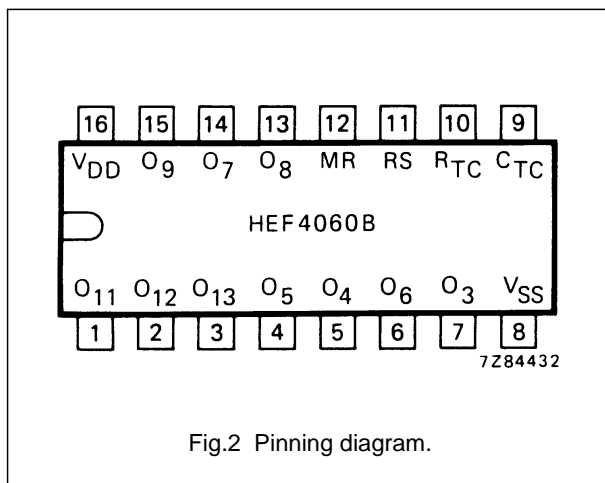 16 15 14 13 12 11 10 9
VDD O9 O7 O8 MR RS RTC CTC
HEF4060B
O11 O12 O13 O5 O4 O6 O3 VSS
1 2 3 4 5 6 7 8
7Z84432
Fig.2 Pinning diagram.